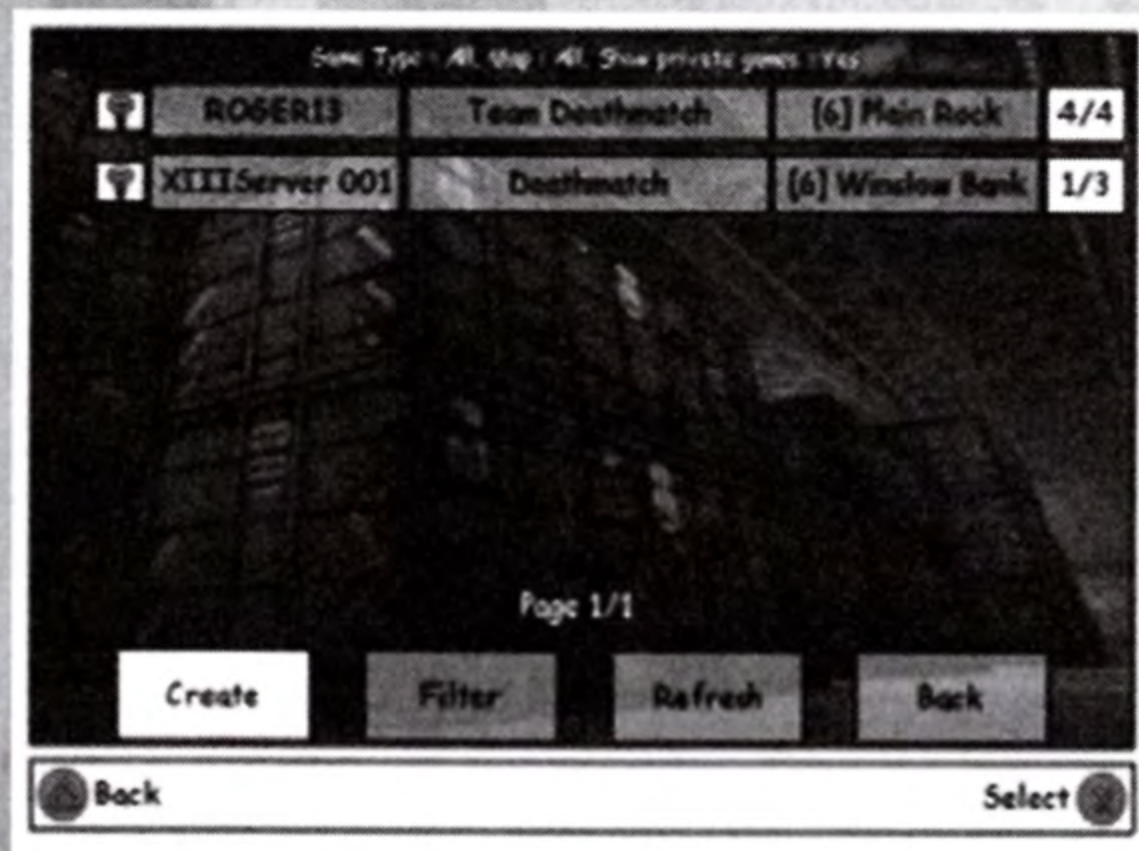 Game Type : All, Map : All, Show private games : Yes
ROGER13 Team Deathmatch [6] Plain Rock 4/4
XIIIServer 001 Deathmatch [6] Winslow Bank 1/3
Page 1/1
Create Filter Refresh Back
Back Select